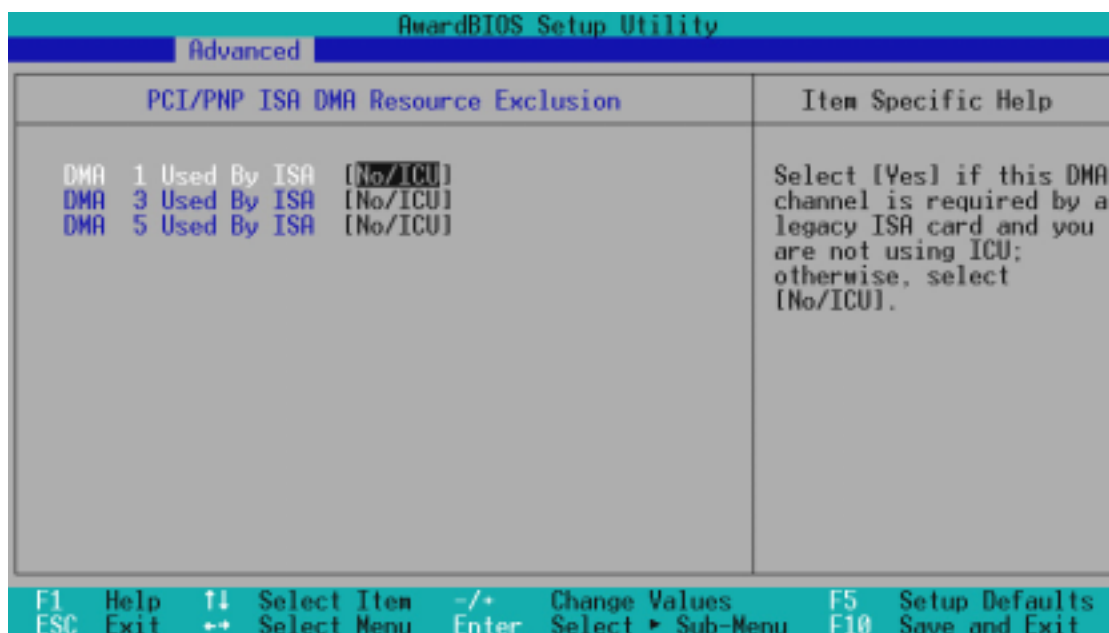 AwardBIOS Setup Utility
Advanced
PCI/PNP ISA DMA Resource Exclusion
DMA 1 Used By ISA [No/ICU]
DMA 3 Used By ISA [No/ICU]
DMA 5 Used By ISA [No/ICU]
Item Specific Help
Select [Yes] if this DMA
channel is required by a
legacy ISA card and you
are not using ICU;
otherwise, select
[No/ICU].
F1 Help ↑↓ Select Item -/+ Change Values F5 Setup Defaults
ESC Exit ←→ Select Menu Enter Select ► Sub-Menu F10 Save and Exit